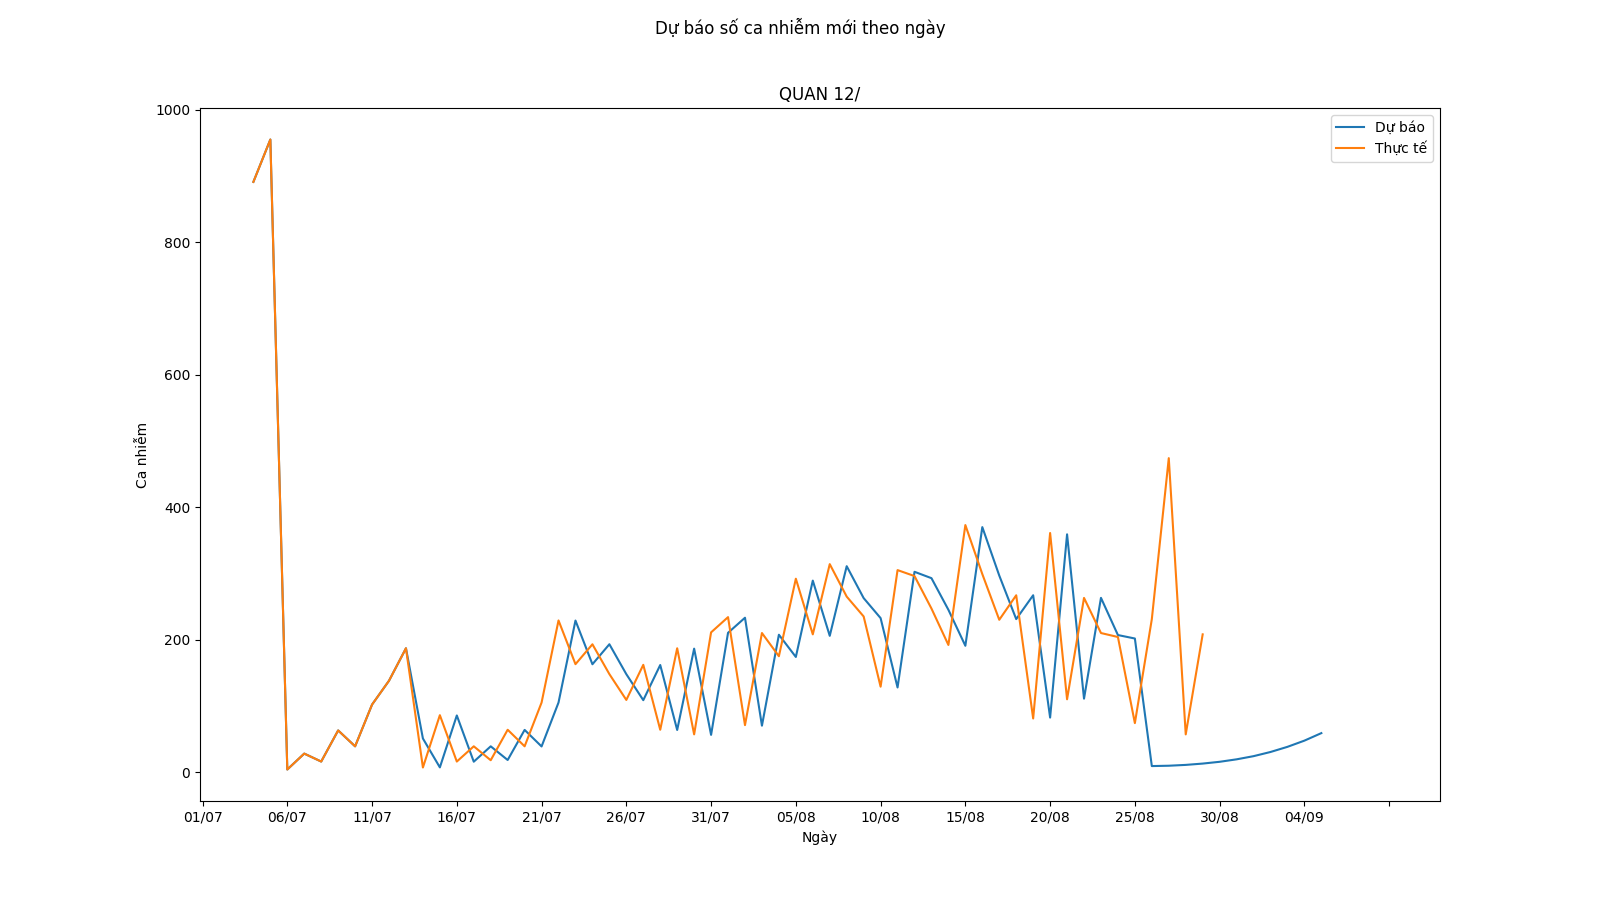 Dự báo số ca nhiễm mới theo ngày
QUAN 12/
1000
800
600
400
200
0
Ca nhiễm
Dự báo
Thực tế
01/07 06/07 11/07 16/07 21/07 26/07 31/07 05/08 10/08 15/08 20/08 25/08 30/08 04/09
Ngày